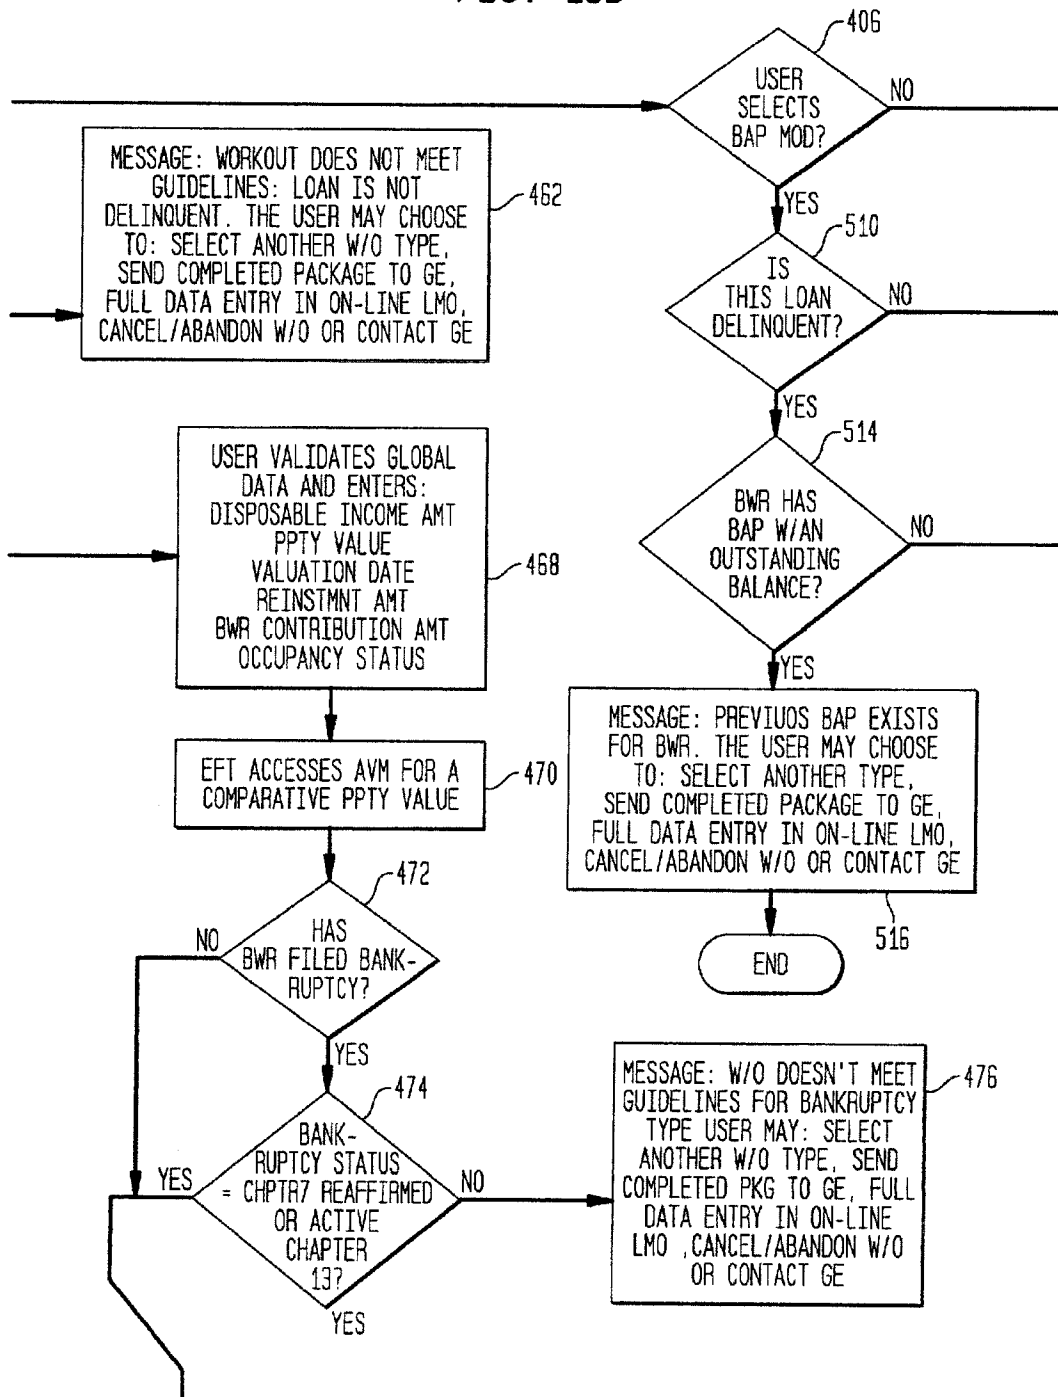 406
USER
SELECTS
BAP MOD?
NO
YES
MESSAGE: WORKOUT DOES NOT MEET
GUIDELINES: LOAN IS NOT
DELINQUENT. THE USER MAY CHOOSE
TO: SELECT ANOTHER W/O TYPE,
SEND COMPLETED PACKAGE TO GE,
FULL DATA ENTRY IN ON-LINE LMO,
CANCEL/ABANDON W/O OR CONTACT GE
462
510
IS
THIS LOAN
DELINQUENT?
NO
YES
514
BWR HAS
BAP W/AN
OUTSTANDING
BALANCE?
NO
YES
USER VALIDATES GLOBAL
DATA AND ENTERS:
DISPOSABLE INCOME AMT
PPTY VALUE
VALUATION DATE
REINSTMNT AMT
BWR CONTRIBUTION AMT
OCCUPANCY STATUS
468
MESSAGE: PREVIUOS BAP EXISTS
FOR BWR. THE USER MAY CHOOSE
TO: SELECT ANOTHER TYPE,
SEND COMPLETED PACKAGE TO GE,
FULL DATA ENTRY IN ON-LINE LMO,
CANCEL/ABANDON W/O OR CONTACT GE
516
END
EFT ACCESSES AVM FOR A
COMPARATIVE PPTY VALUE
470
472
HAS
BWR FILED BANK-
RUPTCY?
NO
YES
474
BANK-
RUPTCY STATUS
= CHPTR7 REAFFIRMED
OR ACTIVE
CHAPTER
13?
YES
NO
YES
MESSAGE: W/O DOESN'T MEET
GUIDELINES FOR BANKRUPTCY
TYPE USER MAY: SELECT
ANOTHER W/O TYPE, SEND
COMPLETED PKG TO GE, FULL
DATA ENTRY IN ON-LINE
LMO ,CANCEL/ABANDON W/O
OR CONTACT GE
476